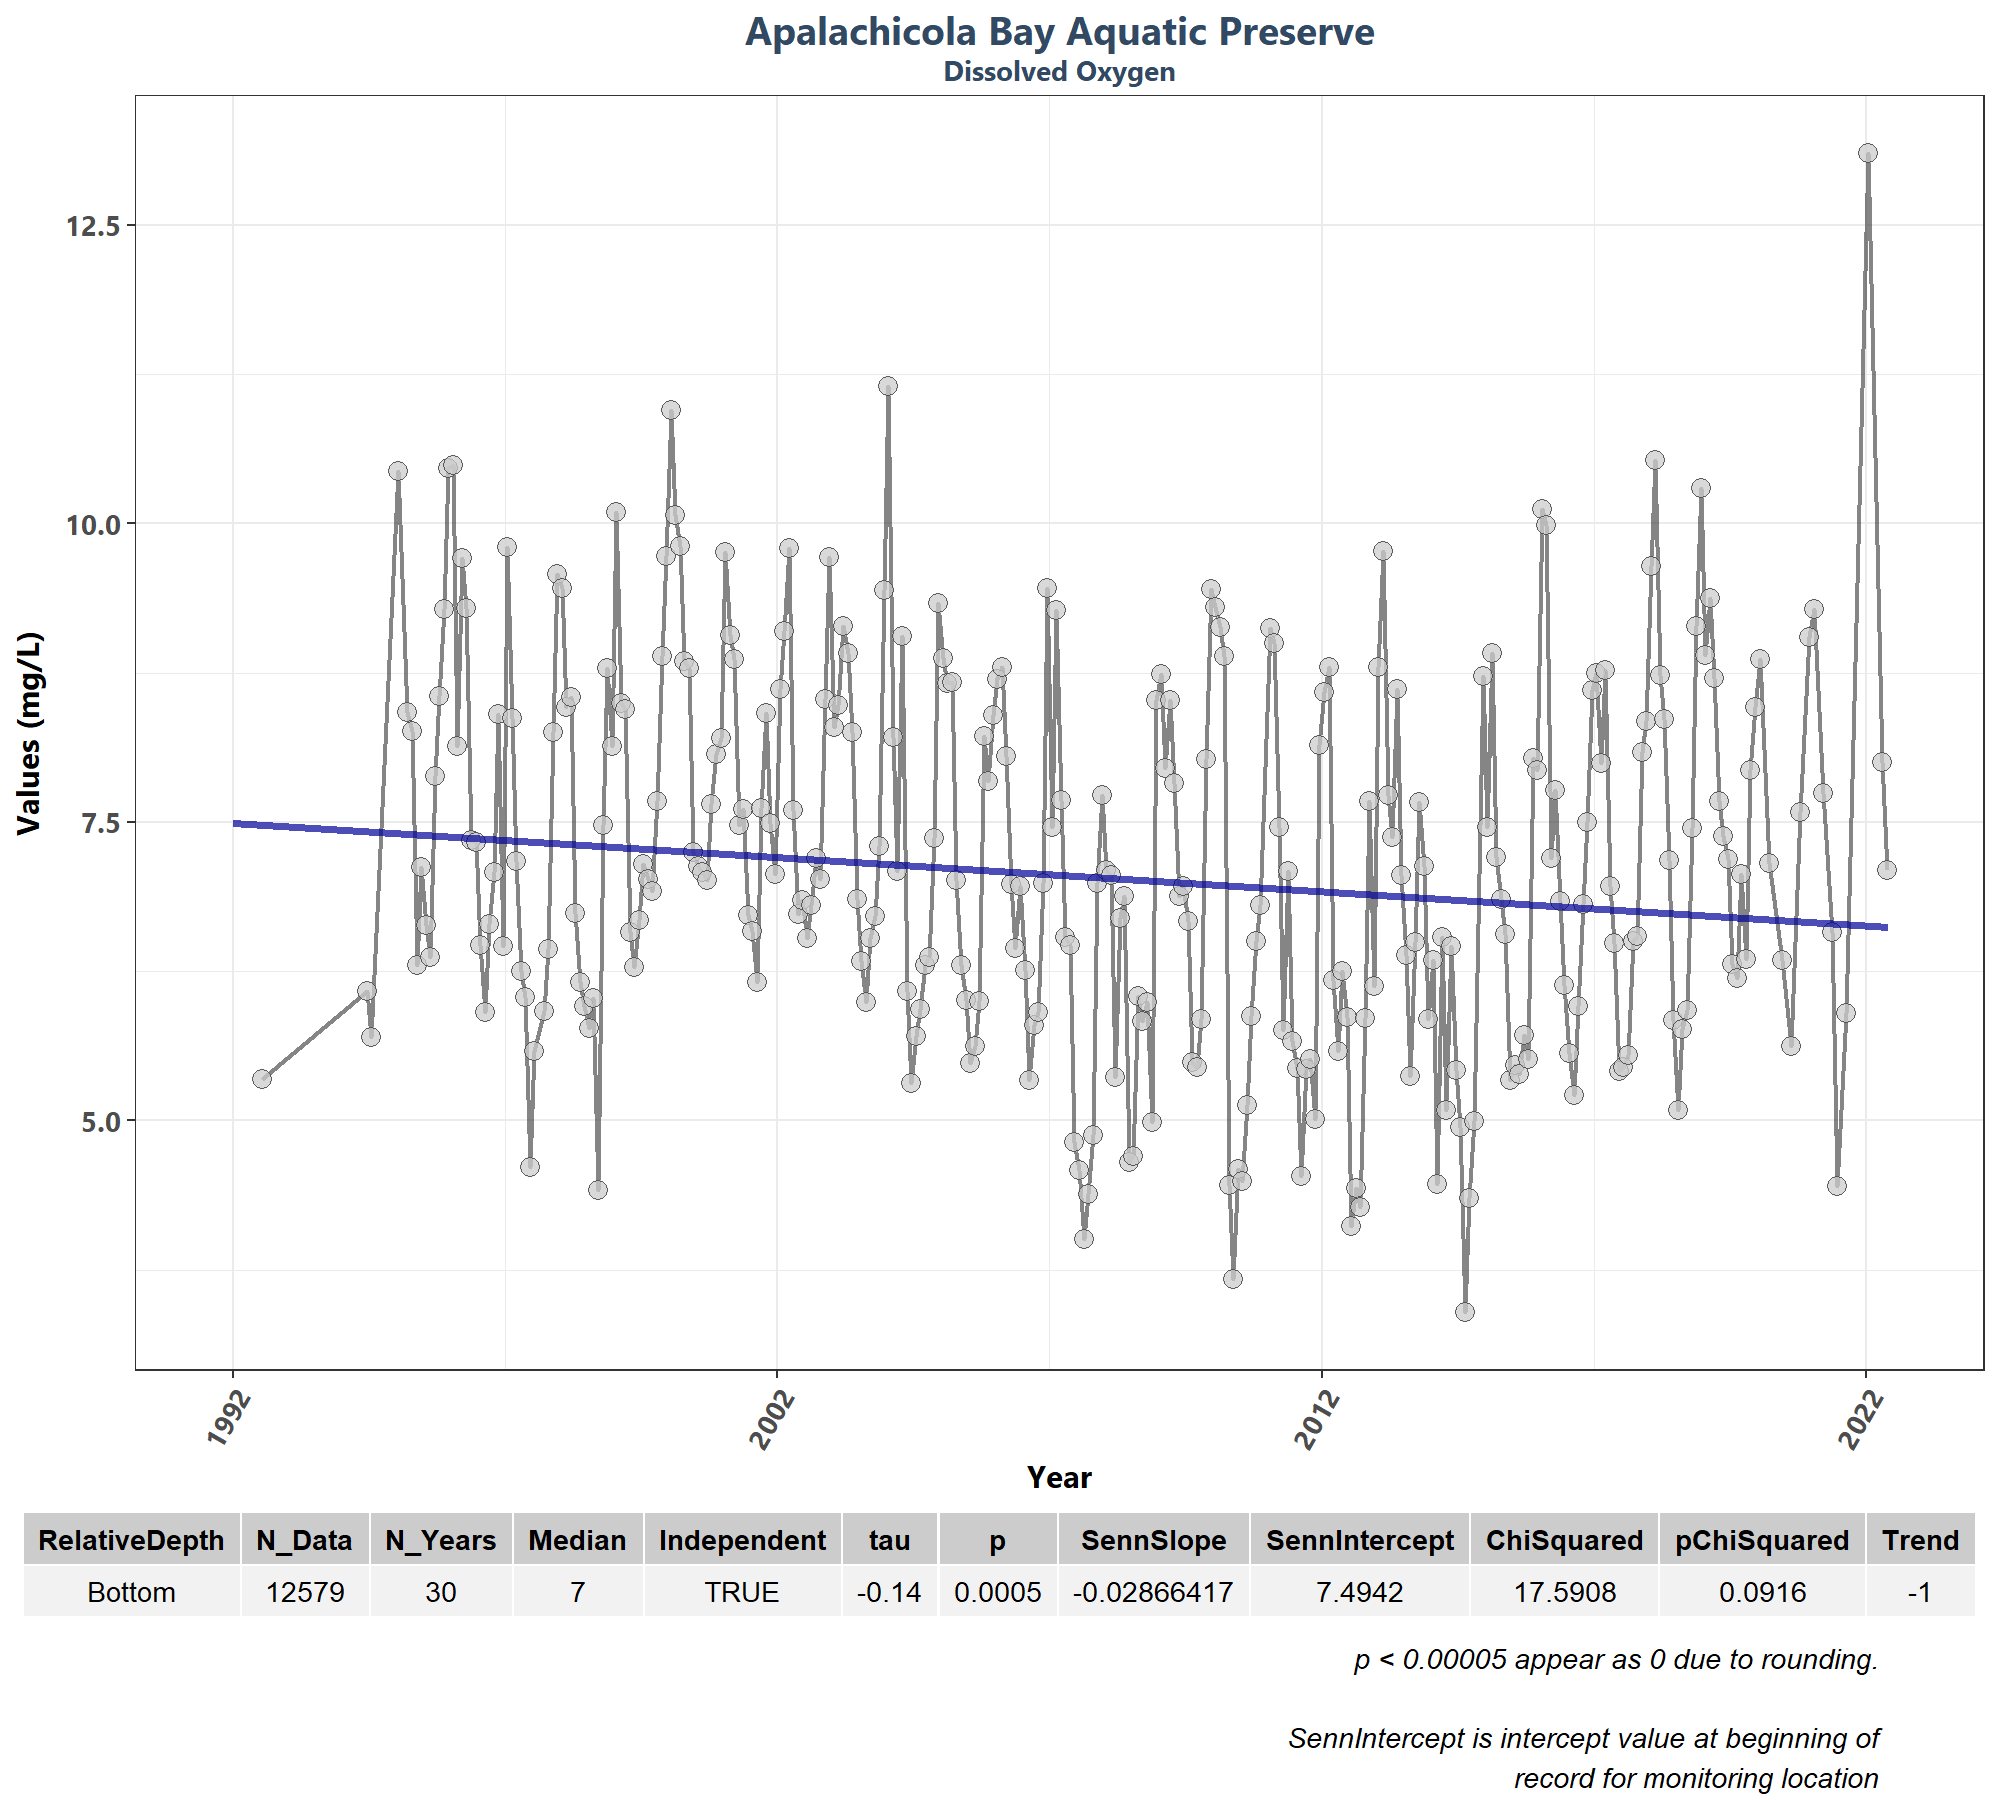 Apalachicola Bay Aquatic Preserve
Dissolved Oxygen
Values (mg/L)
12.5
10.0
7.5
5.0
1992 2002 2012 2022
Year
RelativeDepth N_Data N_Years Median Independent tau p SennSlope SennIntercept ChiSquared pChiSquared Trend
Bottom 12579 30 7 TRUE -0.14 0.0005 -0.02866417 7.4942 17.5908 0.0916 -1
p < 0.00005 appear as 0 due to rounding.
SennIntercept is intercept value at beginning of
record for monitoring location